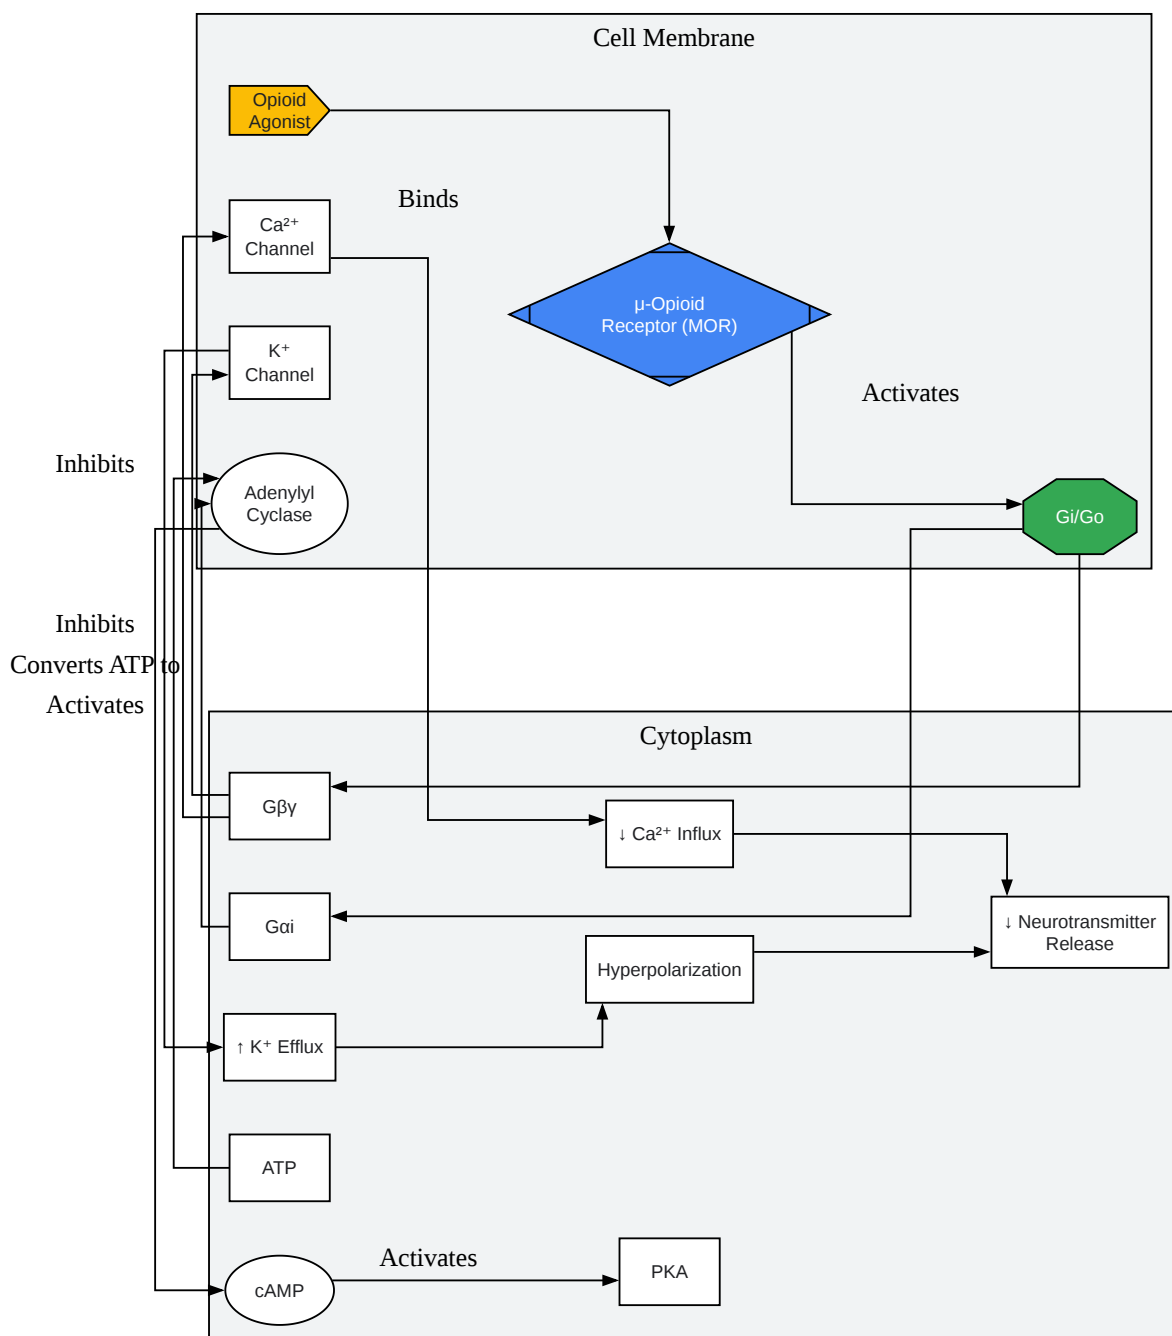 Cell Membrane
Opioid
Agonist
Binds
Ca²⁺
Channel
μ-Opioid
Receptor (MOR)
K⁺
Channel
Activates
Inhibits
Adenylyl
Cyclase
Gi/Go
Inhibits
Converts ATP to
Activates
Cytoplasm
Gβγ
↓ Ca²⁺ Influx
Gαi
↓ Neurotransmitter
Release
Hyperpolarization
↑ K⁺ Efflux
ATP
Activates
cAMP
PKA